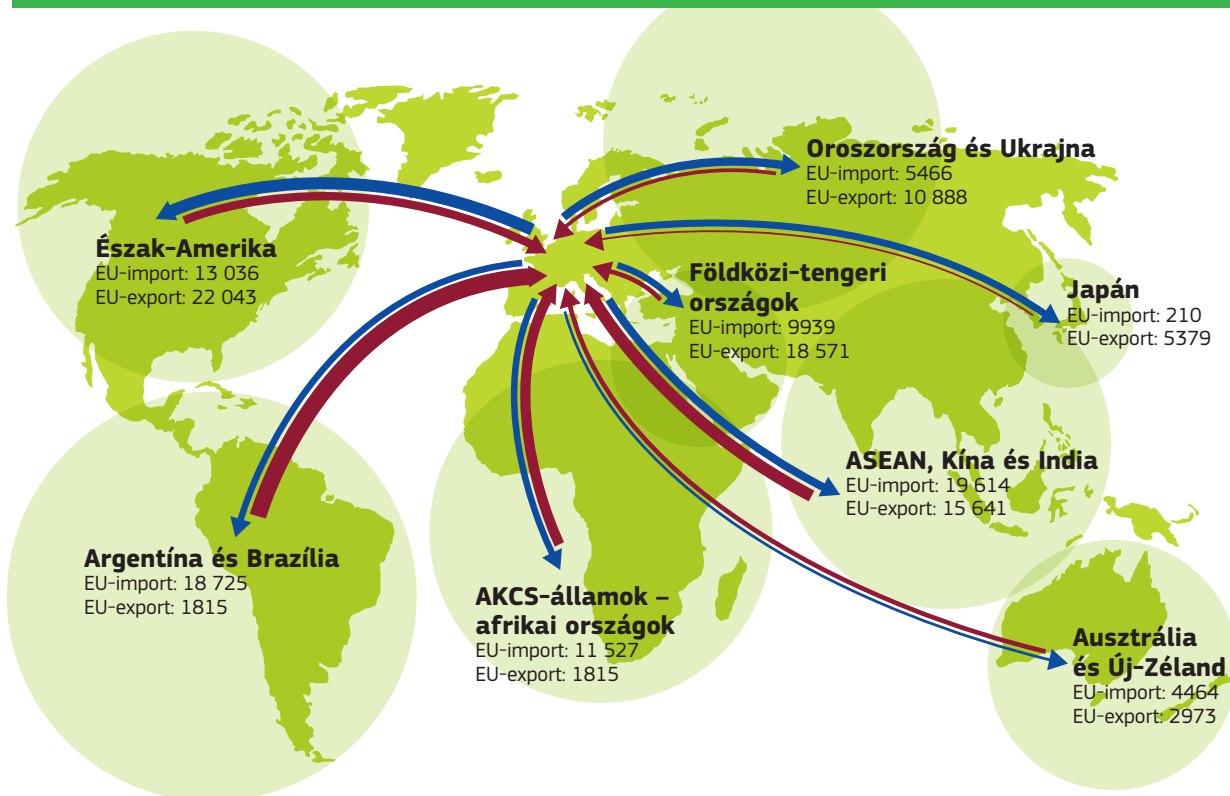 Oroszország és Ukrajna
EU-import: 5466
EU-export: 10 888
Észak-Amerika
EU-import: 13 036
EU-export: 22 043
Földközi-tengeri
országok
EU-import: 9939
EU-export: 18 571
Japán
EU-import: 210
EU-export: 5379
ASEAN, Kína és India
EU-import: 19 614
EU-export: 15 641
Argentína és Brazília
EU-import: 18 725
EU-export: 1815
AKCS-államok –
afrikai országok
EU-import: 11 527
EU-export: 1815
Ausztrália
és Új-Zéland
EU-import: 4464
EU-export: 2973